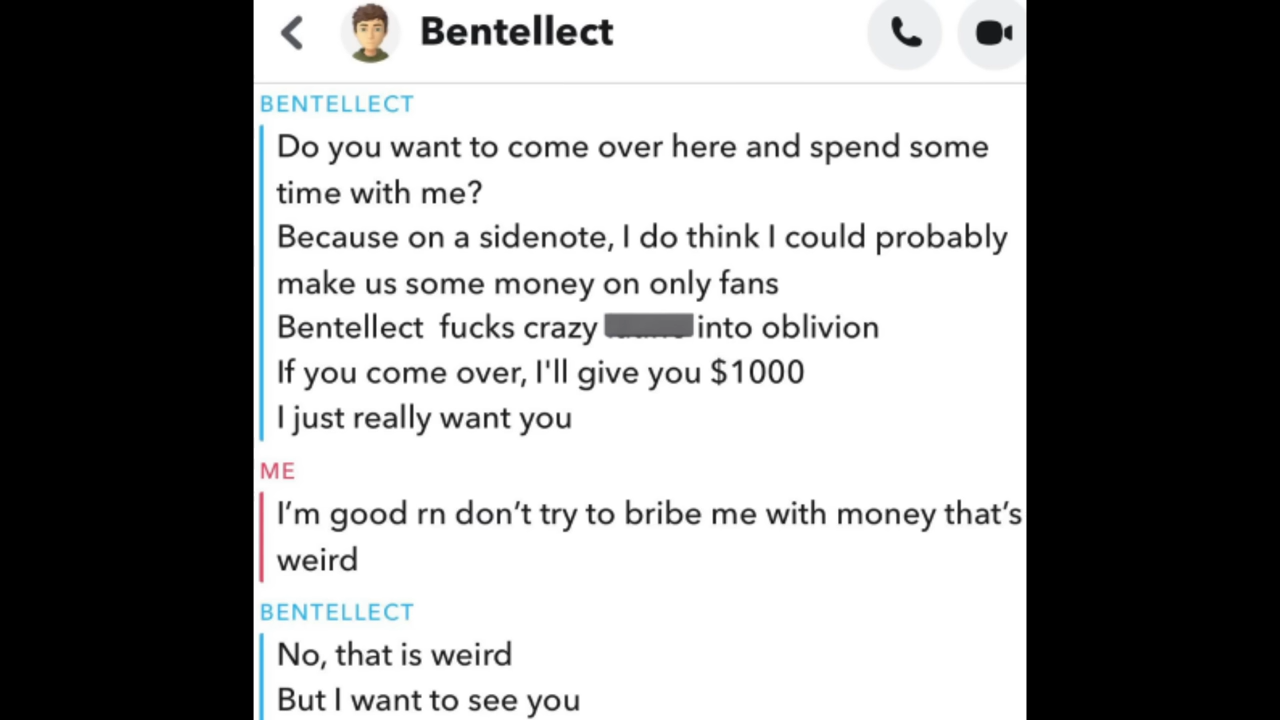 Bentellect
BENTELLECT
Do you want to come over here and spend some
time with me?
Because on a sidenote, I do think I could probably
make us some money on only fans
Bentellect fucks crazy into oblivion
If you come over, I'll give you $1000
I just really want you
ME
I’m good rn don’t try to bribe me with money that’s
weird
BENTELLECT
No, that is weird
But I want to see you